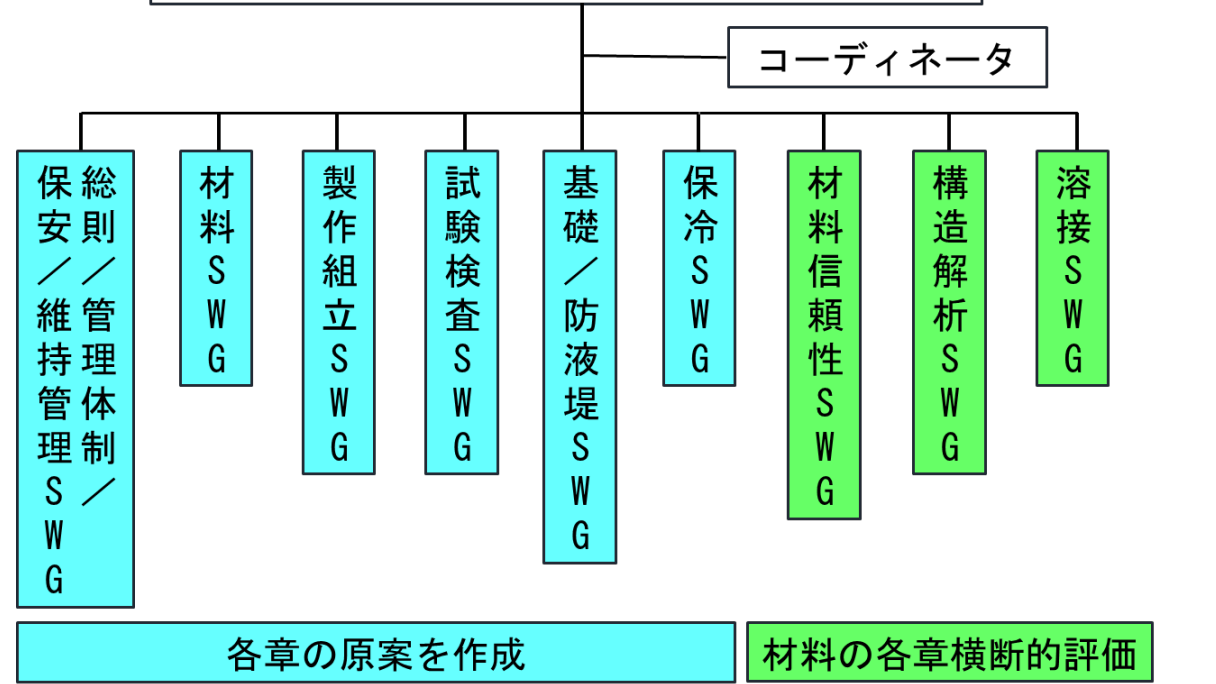 コーディネータ
総則／管理体制／
保安／維持管理SWG
材料SWG
製作組立SWG
試験検査SWG
基礎／防液堤SWG
保冷SWG
材料信頼性SWG
構造解析SWG
溶接SWG
各章の原案を作成
材料の各章横断的評価